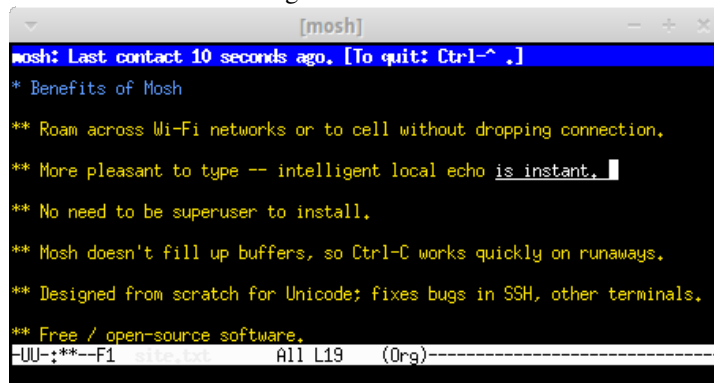 [mosh]
mosh: Last contact 10 seconds ago. [To quit: Ctrl-^ .]
* Benefits of Mosh
** Roam across Wi-Fi networks or to cell without dropping connection.
** More pleasant to type -- intelligent local echo is instant.
** No need to be superuser to install.
** Mosh doesn't fill up buffers, so Ctrl-C works quickly on runaways.
** Designed from scratch for Unicode; fixes bugs in SSH, other terminals.
** Free / open-source software.
-UU-:**--F1 site.txt All L19 (Org)------------------------------